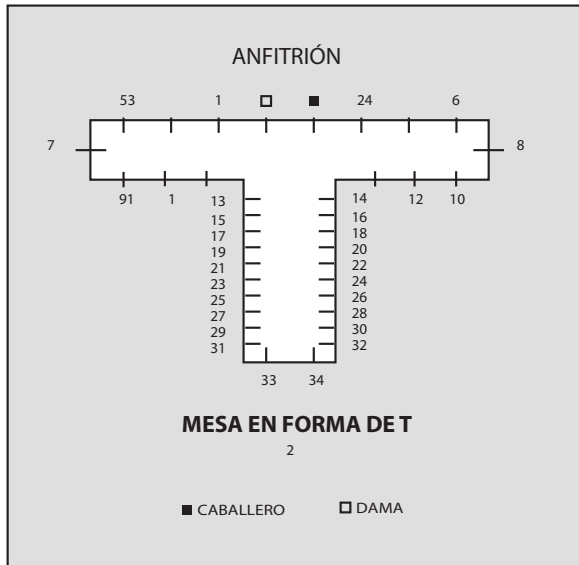 ANFITRIÓN
53 1 24 6
7 8
91 1 13 14 12 10
15 16
17 18
19 20
21 22
23 24
25 26
27 28
29 30
31 32
33 34
MESA EN FORMA DE T
2
CABALLERO DAMA